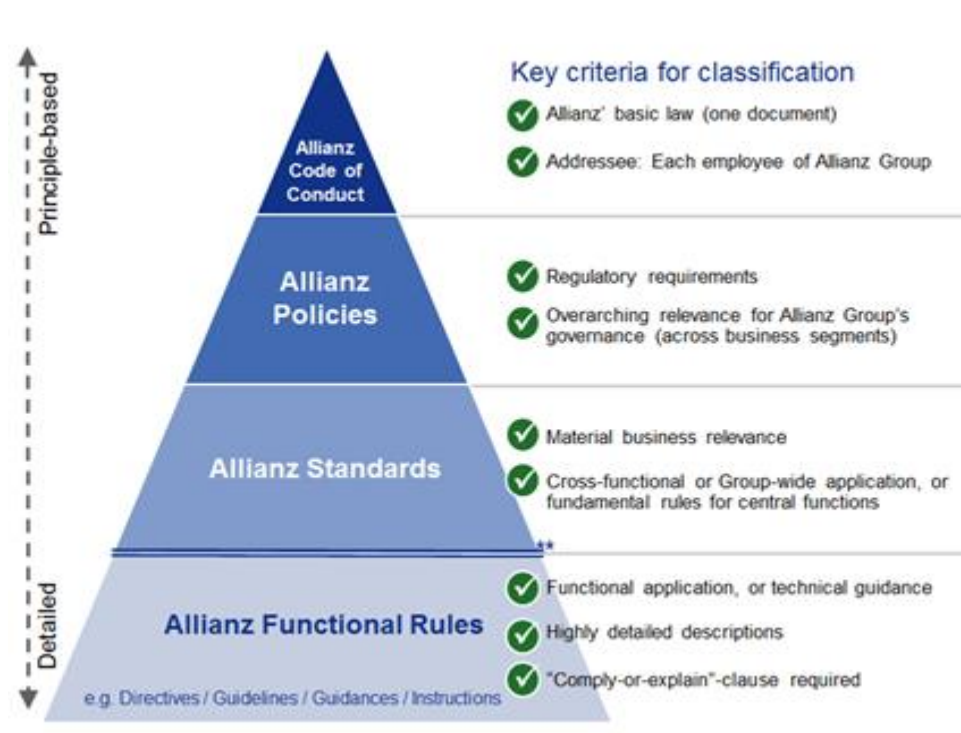 Principle-based
Detailed
Allianz
Code of
Conduct
Allianz
Policies
Allianz Standards
**
Allianz Functional Rules
e.g. Directives / Guidelines / Guidances / Instructions
Key criteria for classification
Allianz' basic law (one document)
Addressee: Each employee of Allianz Group
Regulatory requirements
Overarching relevance for Allianz Group's
governance (across business segments)
Material business relevance
Cross-functional or Group-wide application, or
fundamental rules for central functions
Functional application, or technical guidance
Highly detailed descriptions
"Comply-or-explain"-clause required